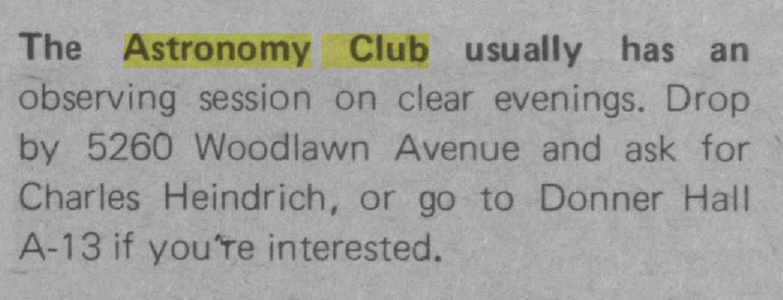 The Astronomy Club usually has an
observing session on clear evenings. Drop
by 5260 Woodlawn Avenue and ask for
Charles Heindrich, or go to Donner Hall
A-13 if you're interested.